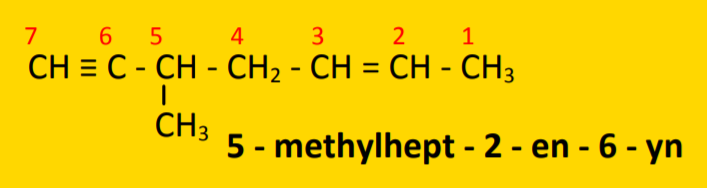 7 6 5 4 3 2 1
CH ≡ C - CH - CH₂ - CH = CH - CH₃
CH₃
5 - methylhept - 2 - en - 6 - yn